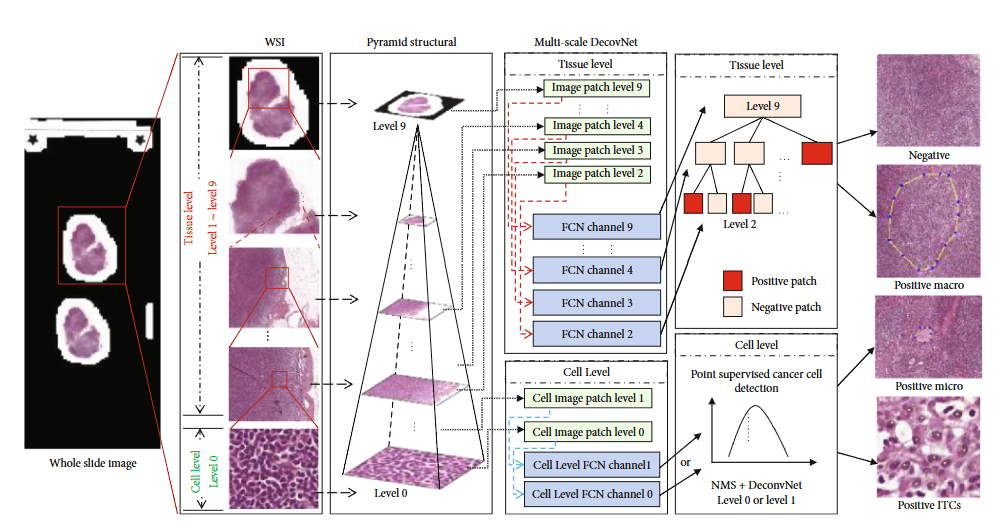 WSI
Pyramid structural
Multi-scale DecovNet
Tissue level
Image patch level 9
Image patch level 4
Image patch level 3
Image patch level 2
FCN channel 9
FCN channel 4
FCN channel 3
FCN channel 2
Tissue level
Level 9
Level 2
Positive patch
Negative patch
Negative
Positive macro
Positive micro
Positive ITCs
Whole slide image
Tissue level
Level 1 ~ level 9
Cell level
Level 0
Level 9
Level 0
Cell Level
Cell image patch level 1
Cell image patch level 0
Cell Level FCN channel1
Cell Level FCN channel 0
or
Cell level
Point supervised cancer cell
detection
NMS + DeconvNet
Level 0 or level 1